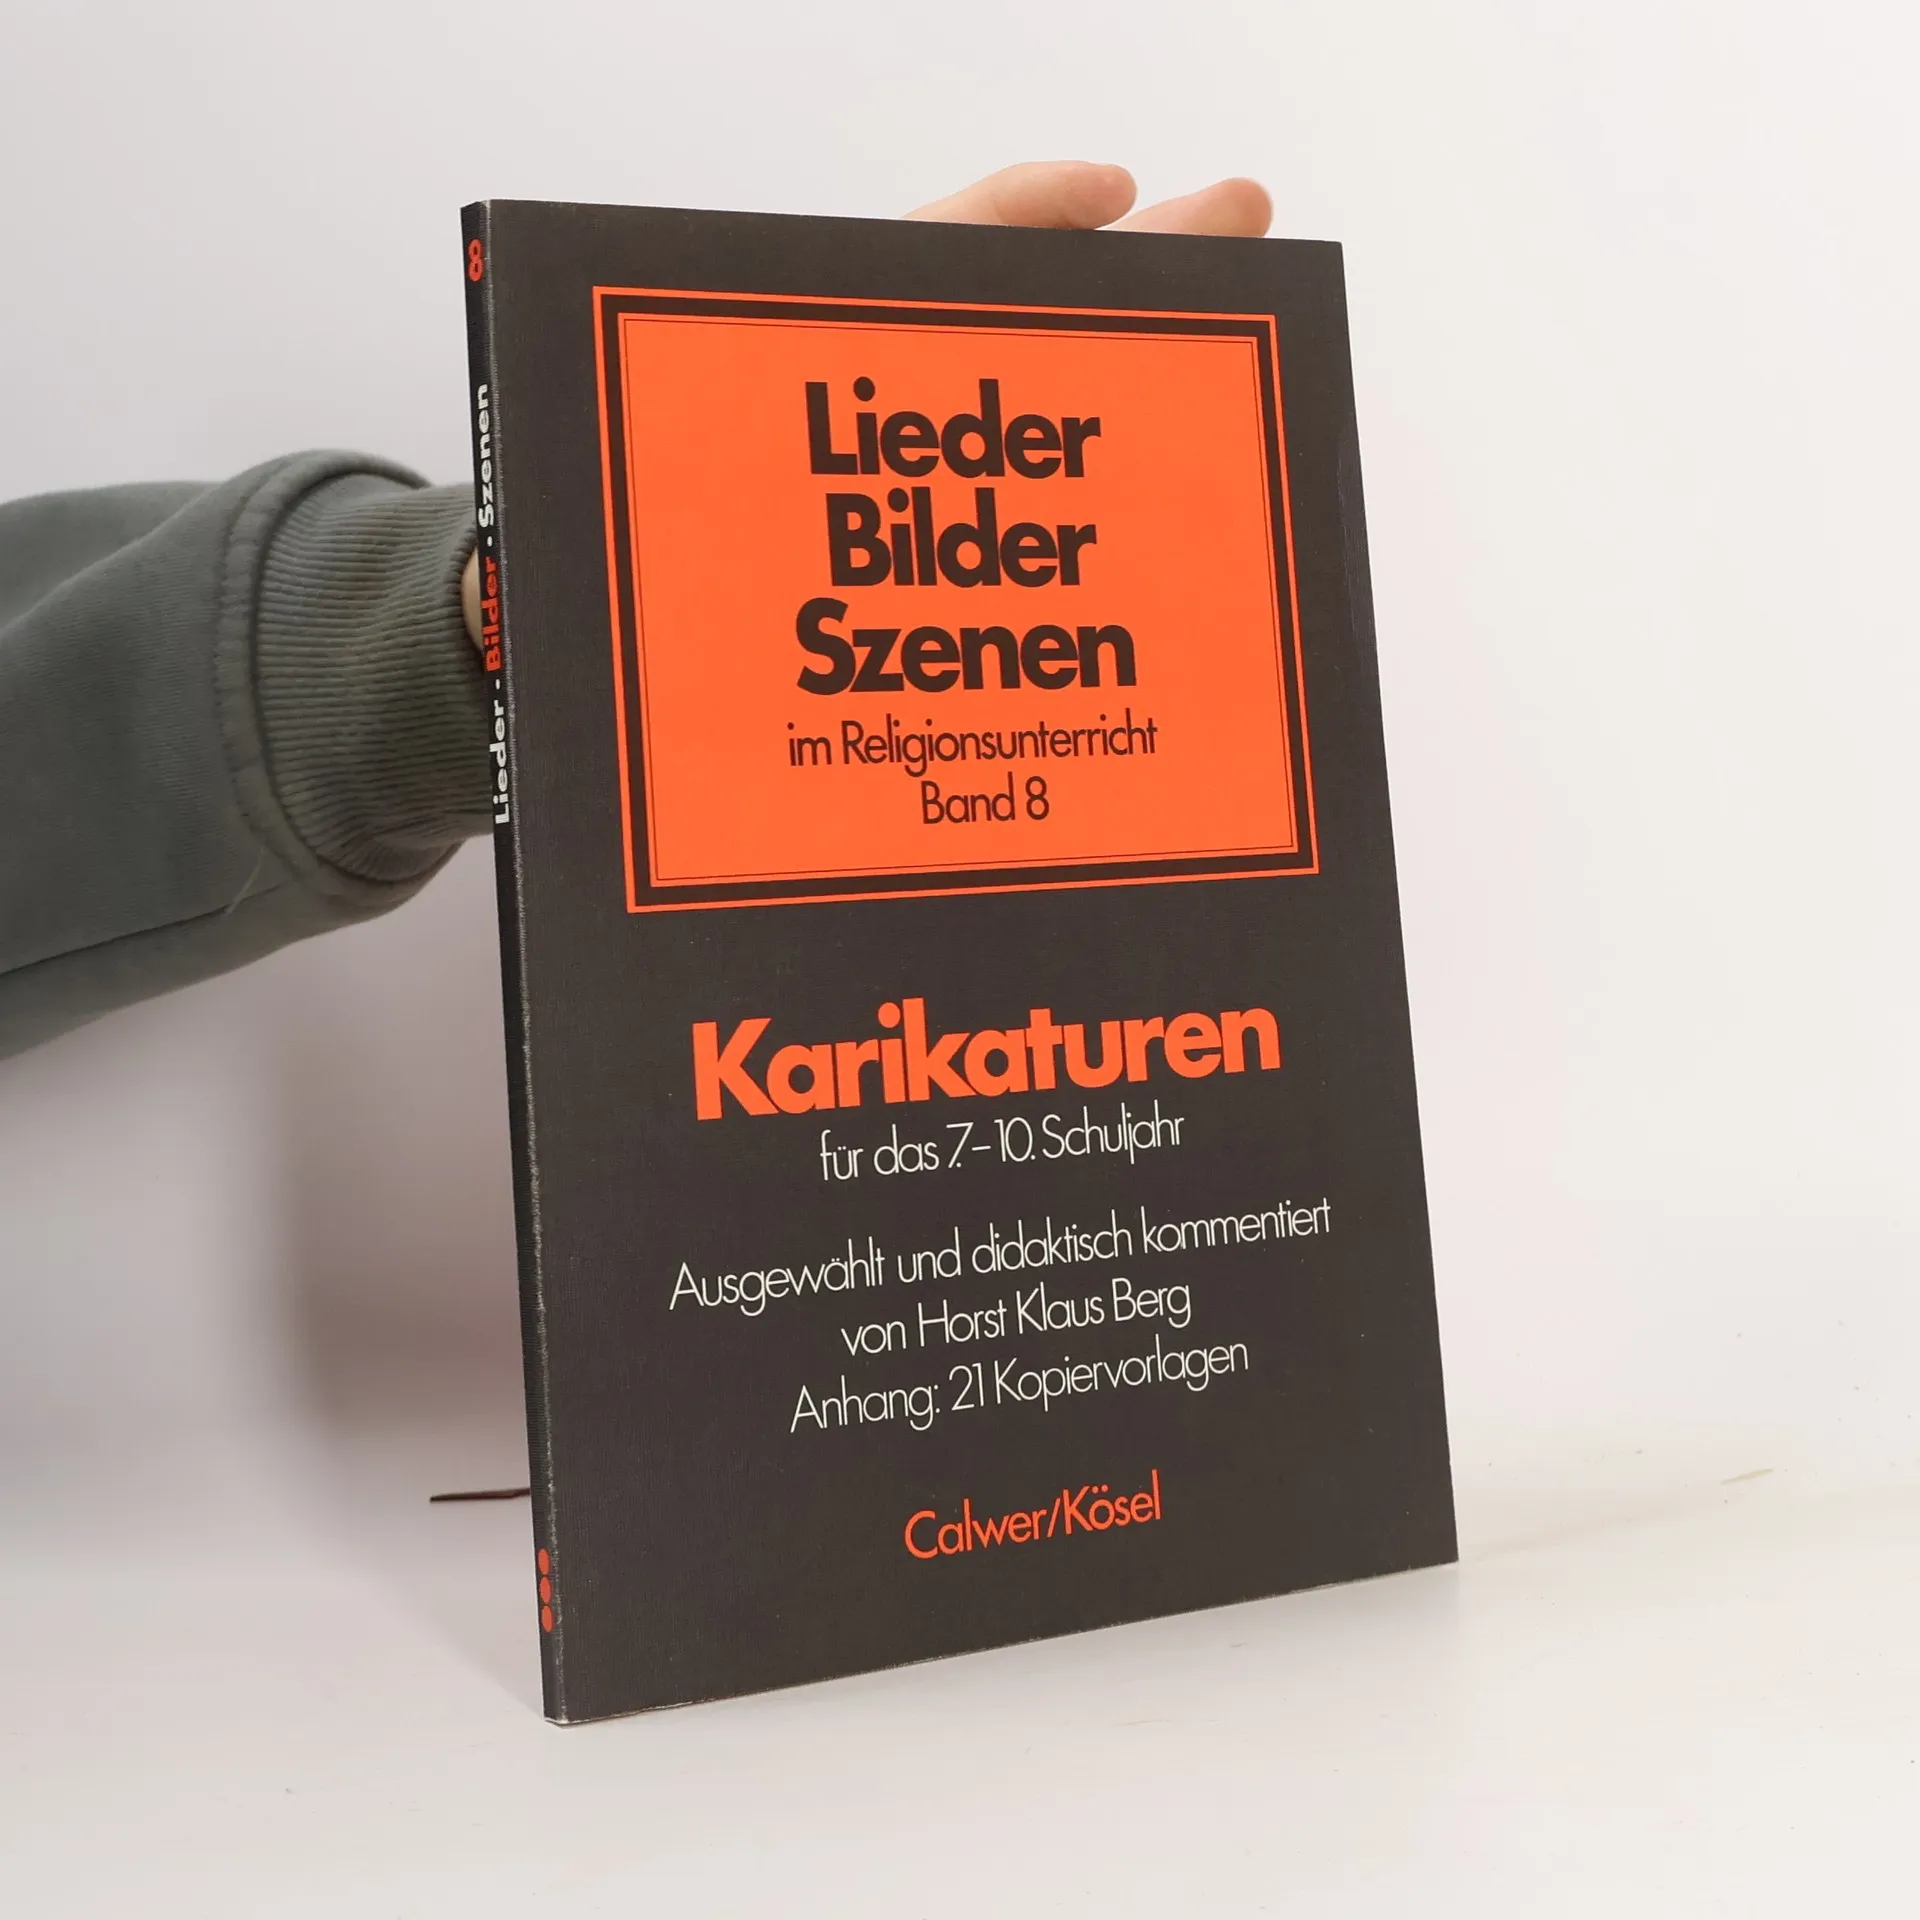 8
Lieder · Bilder · Szenen
Lieder
Bilder
Szenen
im Religionsunterricht
Band 8
Karikaturen
für das 7.–10. Schuljahr
Ausgewählt und didaktisch kommentiert
von Horst Klaus Berg
Anhang: 21 Kopiervorlagen
Calwer/Kösel